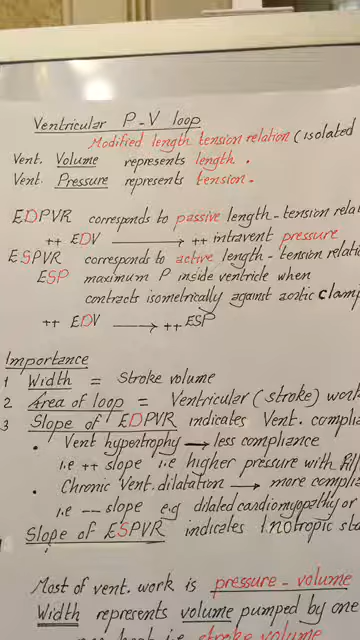 Ventricular P-V loop
Modified length tension relation (isolated
Vent. Volume represents length.
Vent. Pressure represents tension.
EDPVR corresponds to passive length-tension rela
++ EDV → ++ intravent pressure
ESPVR corresponds to active length-tension relatio
ESP maximum P inside ventricle when
contracts isometrically against aortic clamp
++ EDV → ++ ESP
Importance
1 Width = Stroke volume
2 Area of loop = Ventricular (stroke) work
3 Slope of EDPVR indicates Vent. complia
• Vent hypertrophy → less compliance
i.e ++ slope i.e higher pressure with fill
• Chronic Vent. dilatation → more complia
i.e -- slope e.g dilated cardiomyopathy or
Slope of ESPVR indicates Inotropic sta
Most of vent. work is pressure-volume
Width represents volume pumped by one
i.e stroke volume